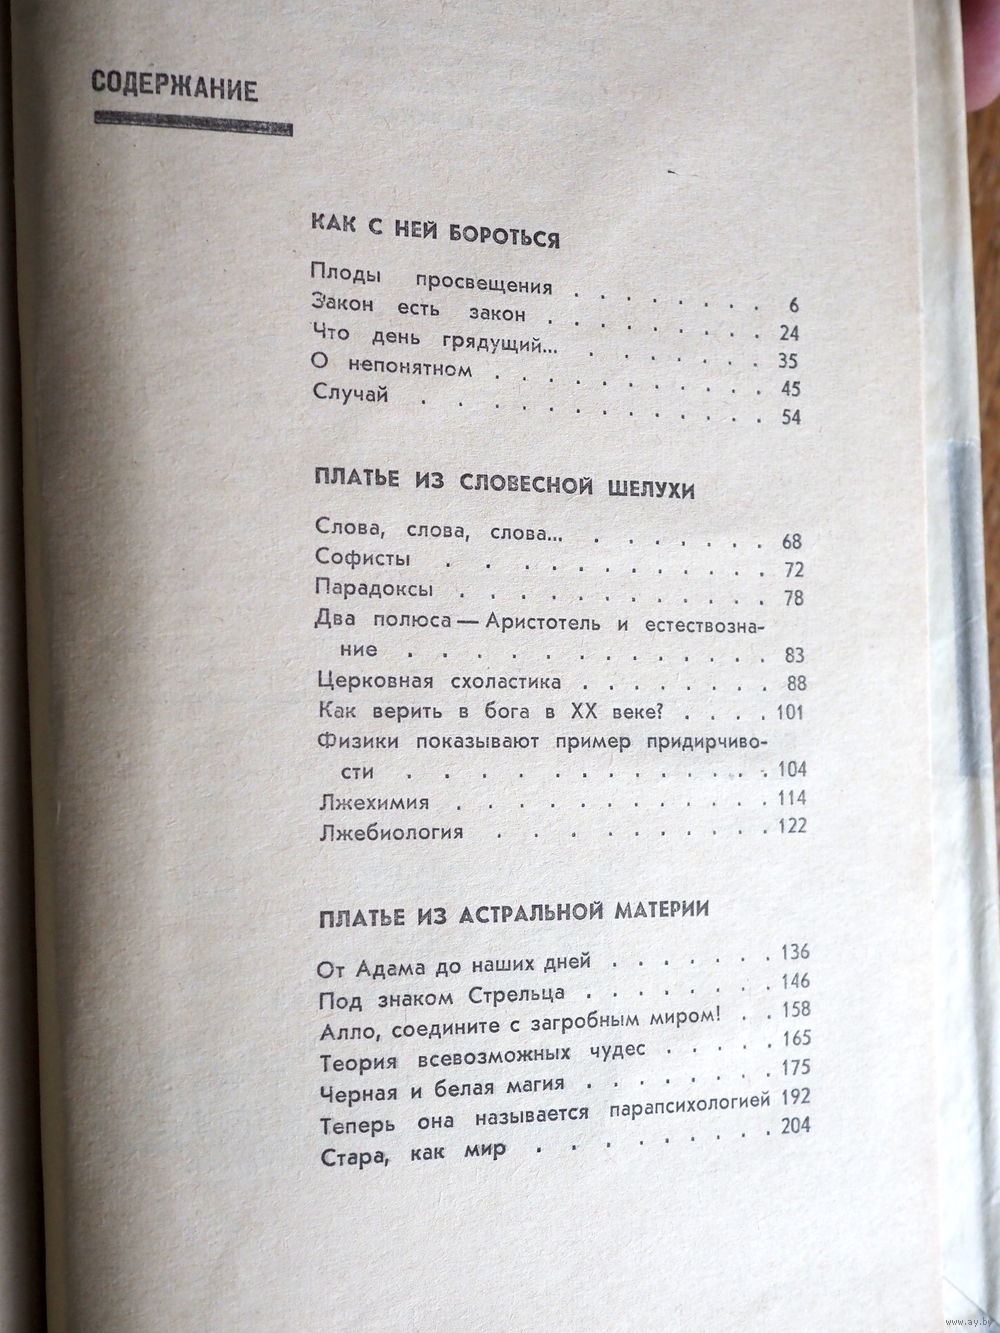 СОДЕРЖАНИЕ
КАК С НЕЙ БОРОТЬСЯ
Плоды просвещения . . . . . . . . 6
Закон есть закон . . . . . . . . . 24
Что день грядущий... . . . . . . . 35
О непонятном . . . . . . . . . . . 45
Случай . . . . . . . . . . . . 54
ПЛАТЬЕ ИЗ СЛОВЕСНОЙ ШЕЛУХИ
Слова, слова, слова... . . . . . . . 68
Софисты . . . . . . . . . . . 72
Парадоксы . . . . . . . . . . . 78
Два полюса — Аристотель и естествозна-
ние . . . . . . . . . . . 83
Церковная схоластика . . . . . . . . 88
Как верить в бога в XX веке? . . . . 101
Физики показывают пример придирчиво-
сти . . . . . . . . . . . . 104
Лжехимия . . . . . . . . . . . . 114
Лжебиология . . . . . . . . . . 122
ПЛАТЬЕ ИЗ АСТРАЛЬНОЙ МАТЕРИИ
От Адама до наших дней . . . . . . . 136
Под знаком Стрельца . . . . . . . . 146
Алло, соедините с загробным миром! . . 158
Теория всевозможных чудес . . . . . 165
Черная и белая магия . . . . . . . . 175
Теперь она называется парапсихологией 192
Стара, как мир . . . . . . . . . 204
www.ay.by